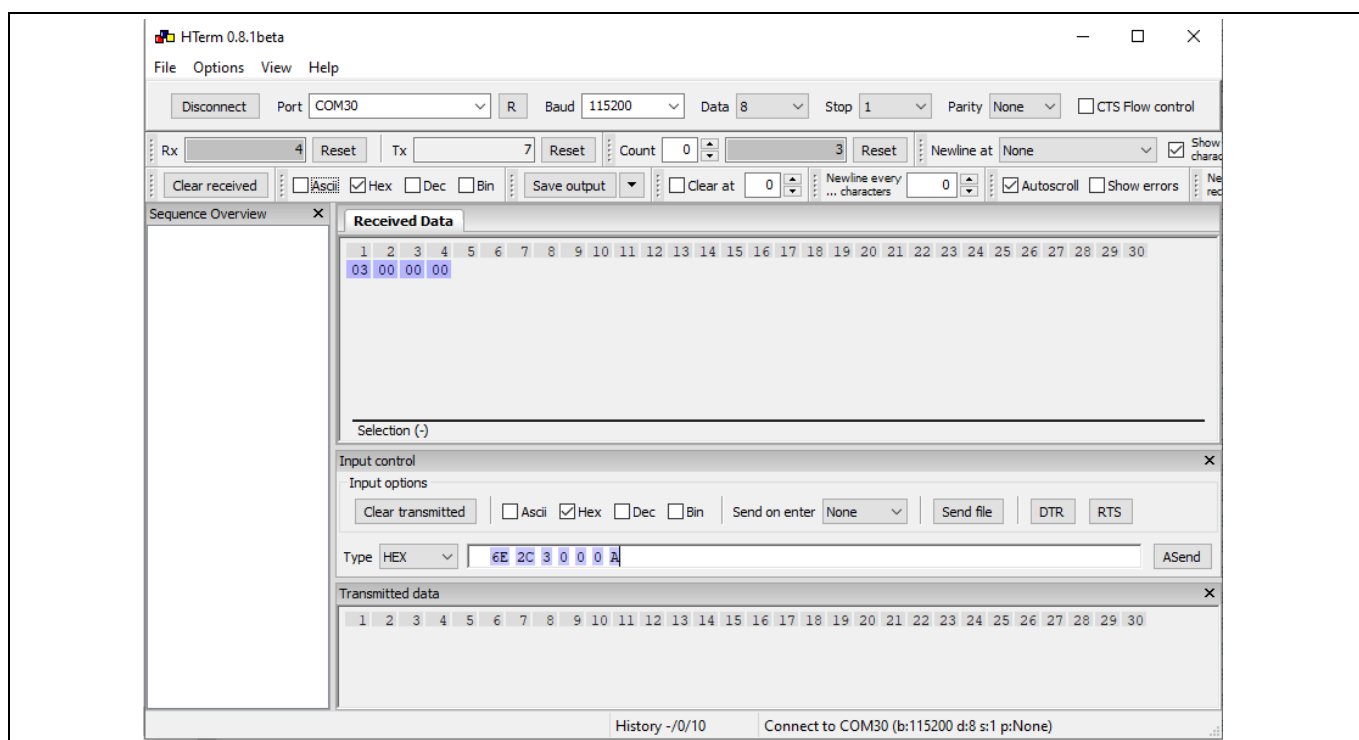 HTerm 0.8.1beta
File Options View Help
Disconnect Port COM30 R Baud 115200 Data 8 Stop 1 Parity None CTS Flow control
Rx 4 Reset Tx 7 Reset Count 0 3 Reset Newline at None Show
charac
Clear received Ascii Hex Dec Bin Save output Clear at 0 Newline every
... characters 0 Autoscroll Show errors Ne
rec
Sequence Overview X
Received Data
1 2 3 4 5 6 7 8 9 10 11 12 13 14 15 16 17 18 19 20 21 22 23 24 25 26 27 28 29 30
03 00 00 00
Selection (-)
Input control
Input options
Clear transmitted Ascii Hex Dec Bin Send on enter None Send file DTR RTS
Type HEX 6E 2C 3 0 0 0 A ASend
Transmitted data
1 2 3 4 5 6 7 8 9 10 11 12 13 14 15 16 17 18 19 20 21 22 23 24 25 26 27 28 29 30
History -/0/10 Connect to COM30 (b:115200 d:8 s:1 p:None)